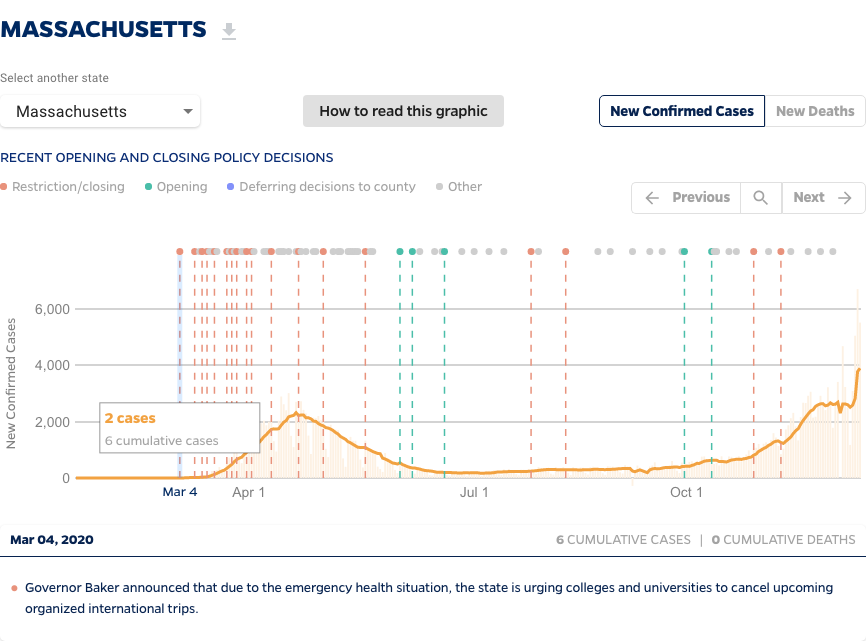 MASSACHUSETTS
Select another state
Massachusetts
How to read this graphic
New Confirmed Cases
New Deaths
RECENT OPENING AND CLOSING POLICY DECISIONS
Restriction/closing
Opening
Deferring decisions to county
Other
Previous
Next
New Confirmed Cases
6,000
4,000
2,000
0
2 cases
6 cumulative cases
Mar 4
Apr 1
Jul 1
Oct 1
Mar 04, 2020
6 CUMULATIVE CASES | 0 CUMULATIVE DEATHS
Governor Baker announced that due to the emergency health situation, the state is urging colleges and universities to cancel upcoming
organized international trips.